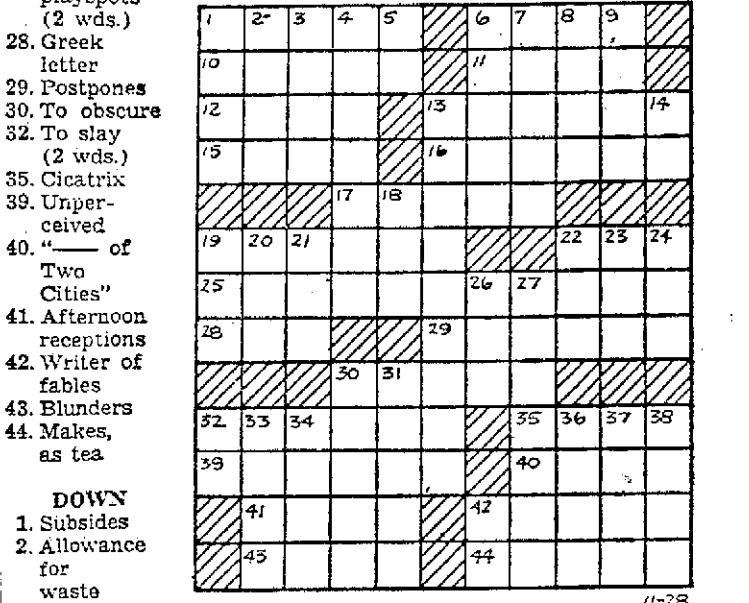 playspots
(2 wds.)
28. Greek
letter
29. Postpones
30. To obscure
32. To slay
(2 wds.)
35. Cicatrix
39. Unper-
ceived
40. "—— of
Two
Cities"
41. Afternoon
receptions
42. Writer of
fables
43. Blunders
44. Makes,
as tea
DOWN
1. Subsides
2. Allowance
for
waste
1 2 3 4 5 6 7 8 9
10 11
12 13 14
15 16
17 18
19 20 21 22 23 24
25 26 27
28 29
30 31
32 33 34 35 36 37 38
39 40
41 42
43 44
11-28